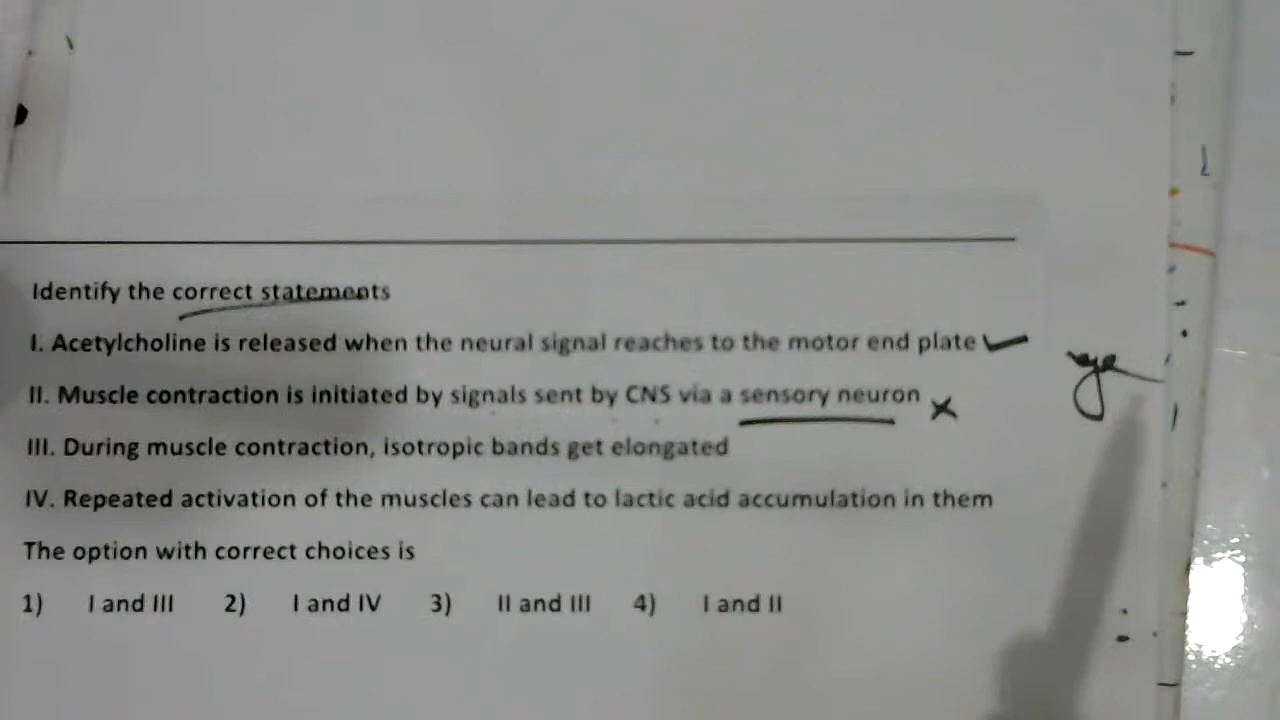 Identify the correct statements
I. Acetylcholine is released when the neural signal reaches to the motor end plate
II. Muscle contraction is initiated by signals sent by CNS via a sensory neuron
III. During muscle contraction, isotropic bands get elongated
IV. Repeated activation of the muscles can lead to lactic acid accumulation in them
The option with correct choices is
1) I and III 2) I and IV 3) II and III 4) I and II